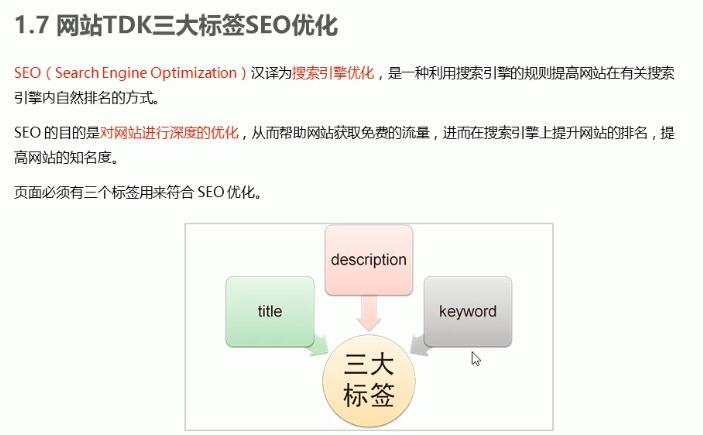 1.7 网站TDK三大标签SEO优化
SEO（Search Engine Optimization）汉译为搜索引擎优化，是一种利用搜索引擎的规则提高网站在有关搜索
引擎内自然排名的方式。
SEO 的目的是对网站进行深度的优化，从而帮助网站获取免费的流量，进而在搜索引擎上提升网站的排名，提
高网站的知名度。
页面必须有三个标签用来符合 SEO 优化。
description
title
keyword
三大
标签